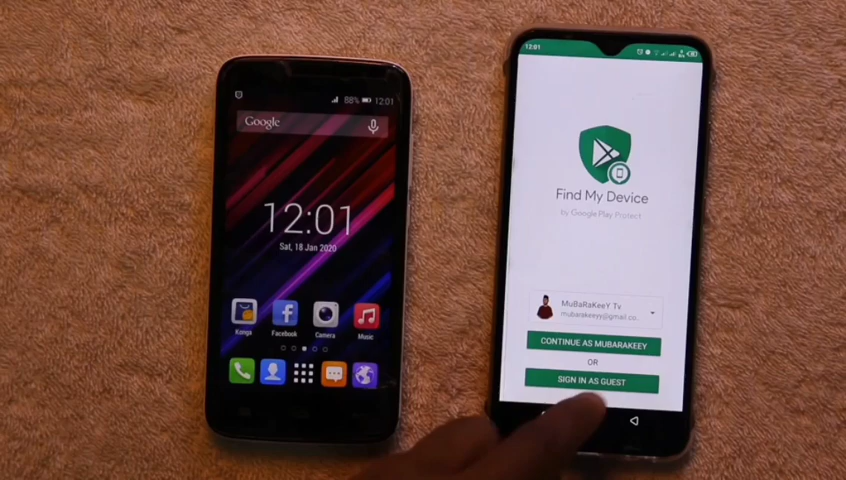 88% 12:01
Google
12:01
Sat, 18 Jan 2020
Konga
Facebook
Camera
Music
12:01
Find My Device
by Google Play Protect
MuBaRaKeeY Tv
mubarakeeyy@gmail.co...
CONTINUE AS MUBARAKEEY
OR
SIGN IN AS GUEST